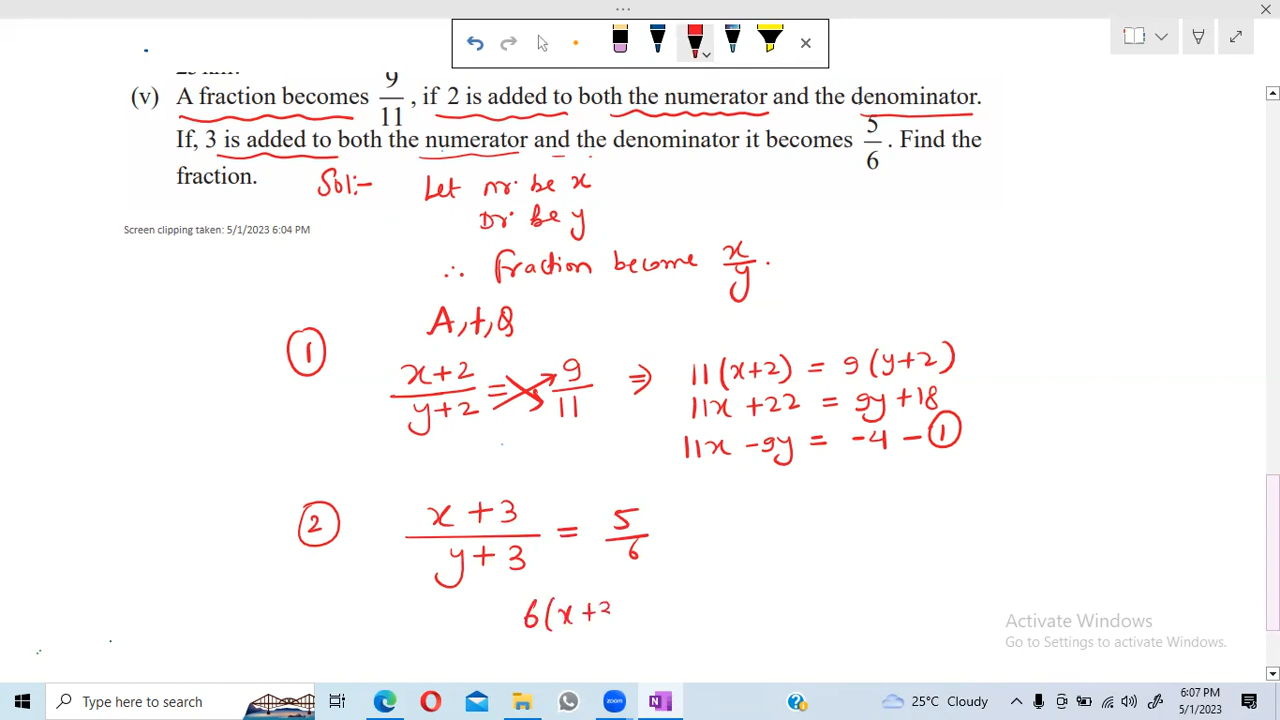 (v) A fraction becomes 9/11, if 2 is added to both the numerator and the denominator.
If, 3 is added to both the numerator and the denominator it becomes 5/6. Find the
fraction.
Sol:- Let nr. be x
Dr. be y
Screen clipping taken: 5/1/2023 6:04 PM
∴ fraction become x/y.
A,t,Q
① x+2/y+2 = 9/11 ⇒ 11(x+2) = 9(y+2)
11x +22 = 9y +18
11x -9y = -4 - ①
② x+3/y+3 = 5/6
6(x+3
Activate Windows
Go to Settings to activate Windows.
Type here to search
zoom
25°C Cloudy
6:07 PM
5/1/2023